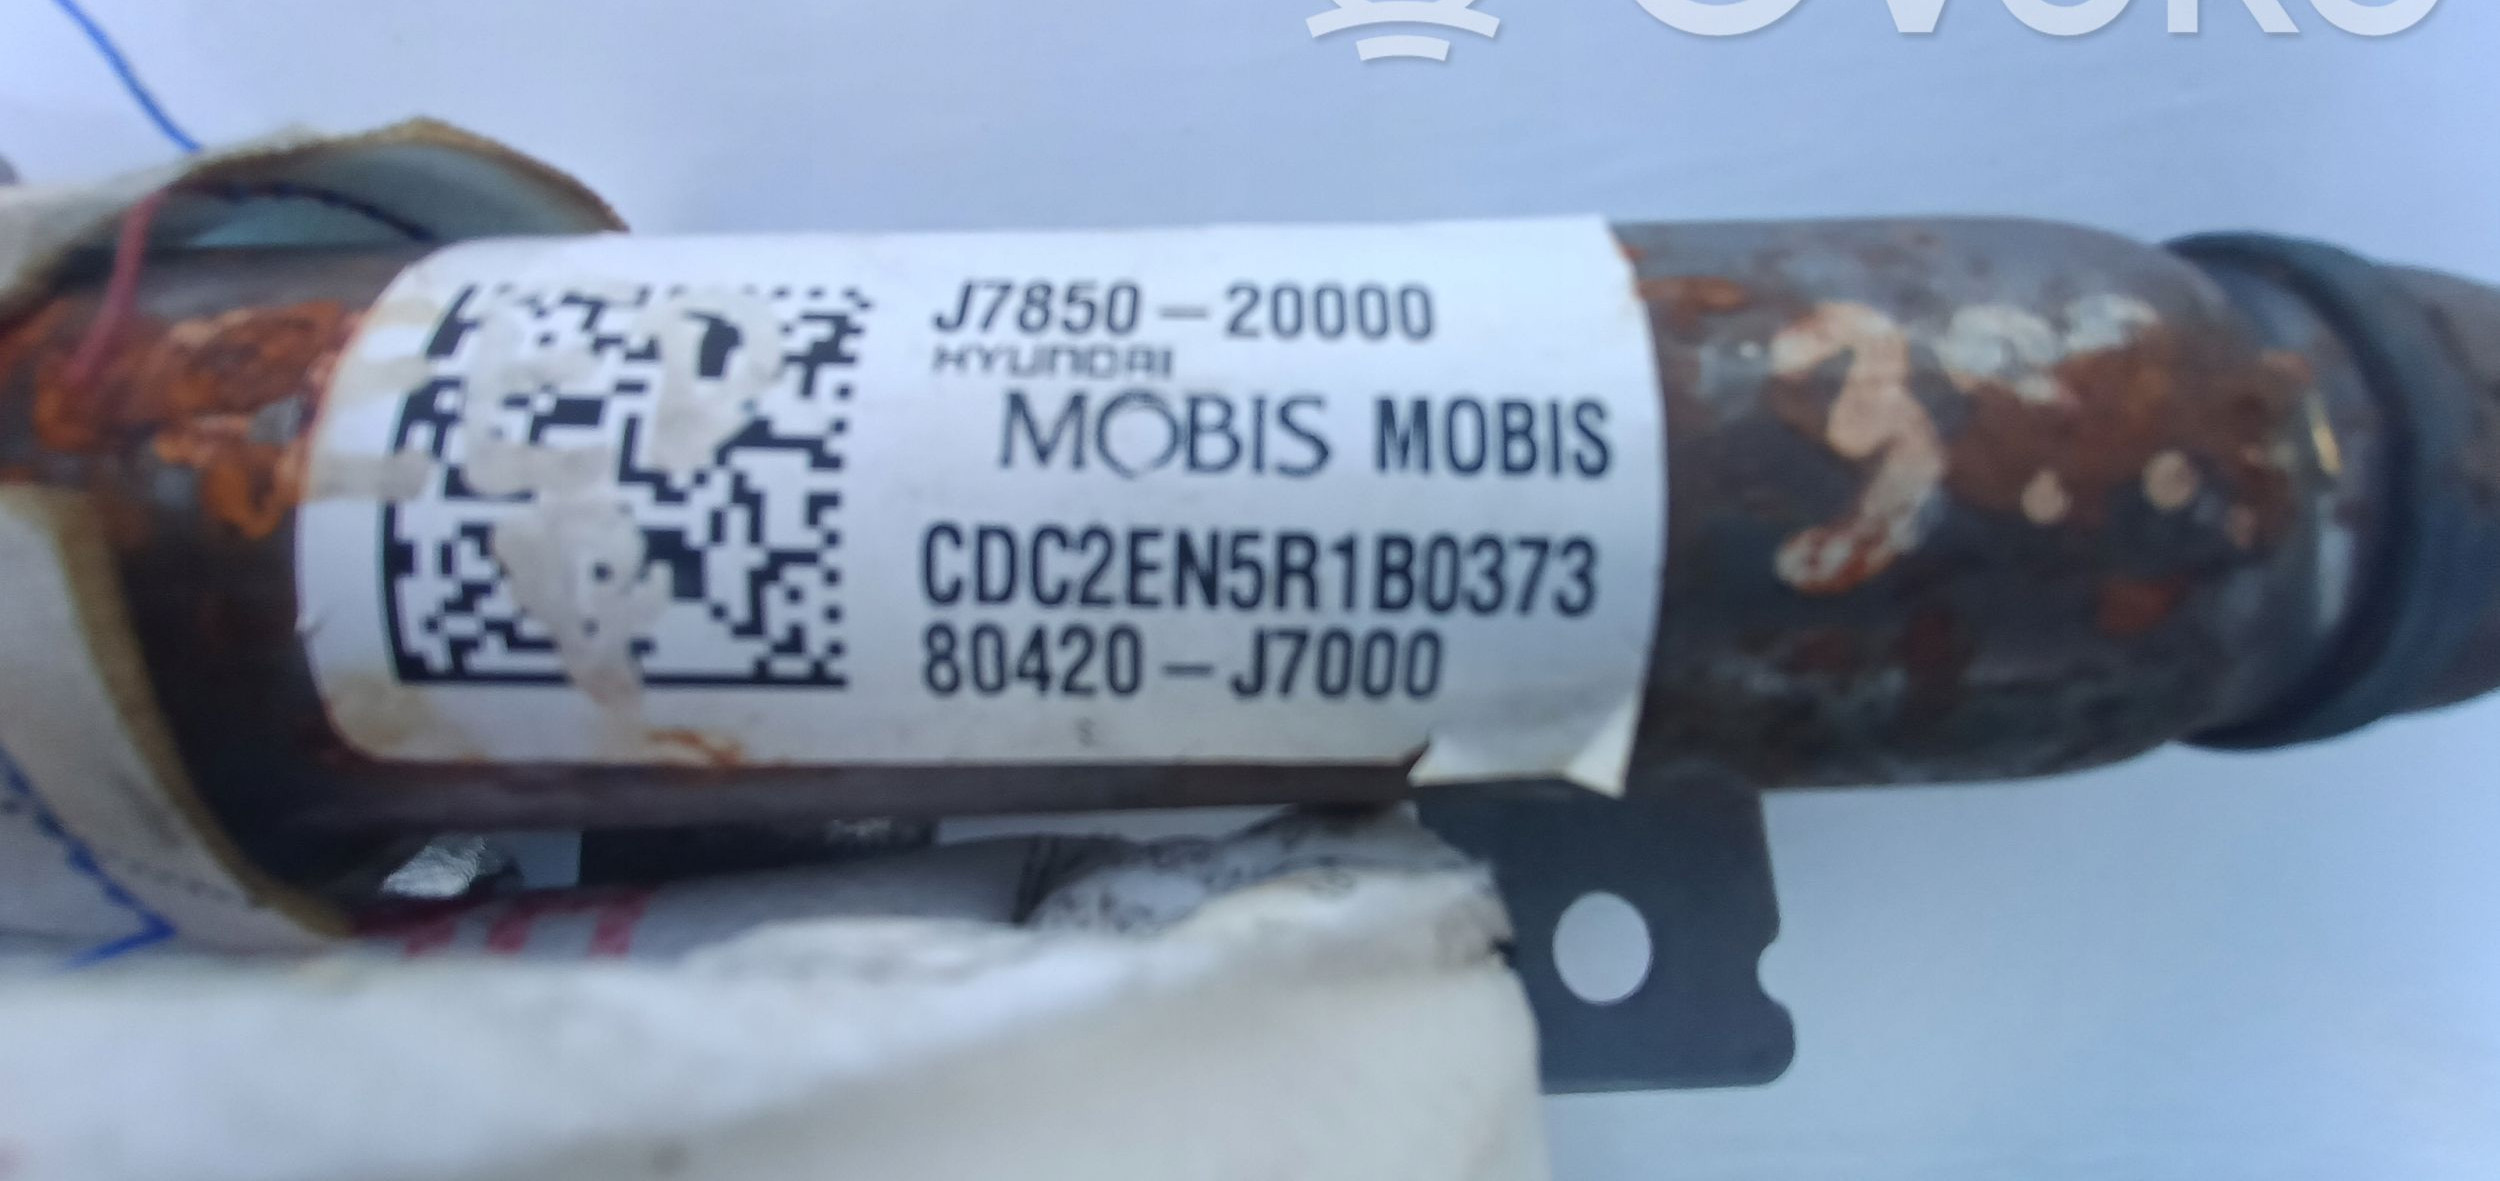 J7850-20000
HYUNDAI
MOBIS MOBIS
CDC2EN5R1B0373
80420-J7000